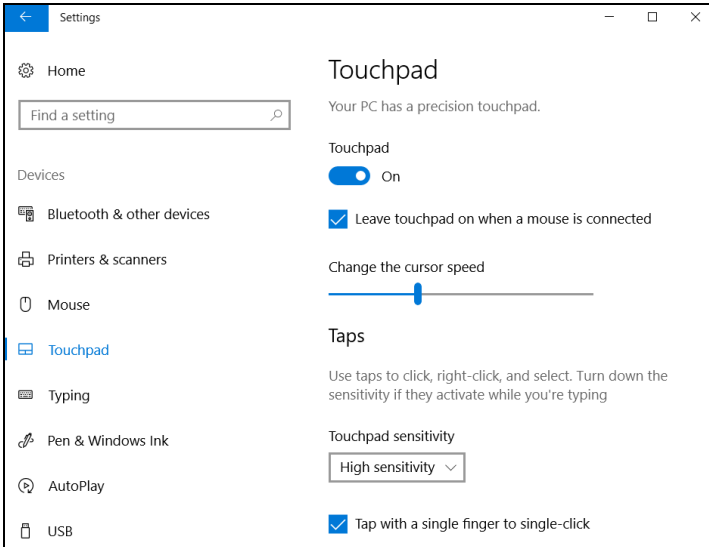 Settings
Home
Find a setting
Devices
Bluetooth & other devices
Printers & scanners
Mouse
Touchpad
Typing
Pen & Windows Ink
AutoPlay
USB
Touchpad
Your PC has a precision touchpad.
Touchpad
On
Leave touchpad on when a mouse is connected
Change the cursor speed
Taps
Use taps to click, right-click, and select. Turn down the
sensitivity if they activate while you're typing
Touchpad sensitivity
High sensitivity
Tap with a single finger to single-click